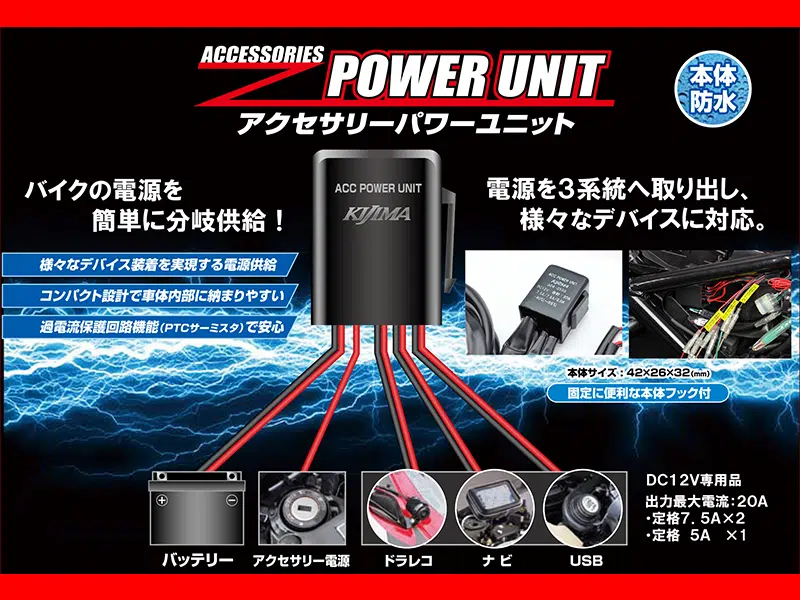 ACCESSORIES
POWER UNIT
アクセサリーパワーユニット
本体
防水
バイクの電源を
簡単に分岐供給！
ACC POWER UNIT
KIJIMA
電源を3系統へ取り出し、
様々なデバイスに対応。
様々なデバイス装着を実現する電源供給
コンパクト設計で車体内部に納まりやすい
過電流保護回路機能(PTCサーミスタ)で安心
ACC POWER UNIT
本体サイズ：42×26×32(mm)
固定に便利な本体フック付
バッテリー
アクセサリー電源
ドラレコ
ナビ
USB
DC12V専用品
出力最大電流：20A
・定格7.5A×2
・定格 5A ×1